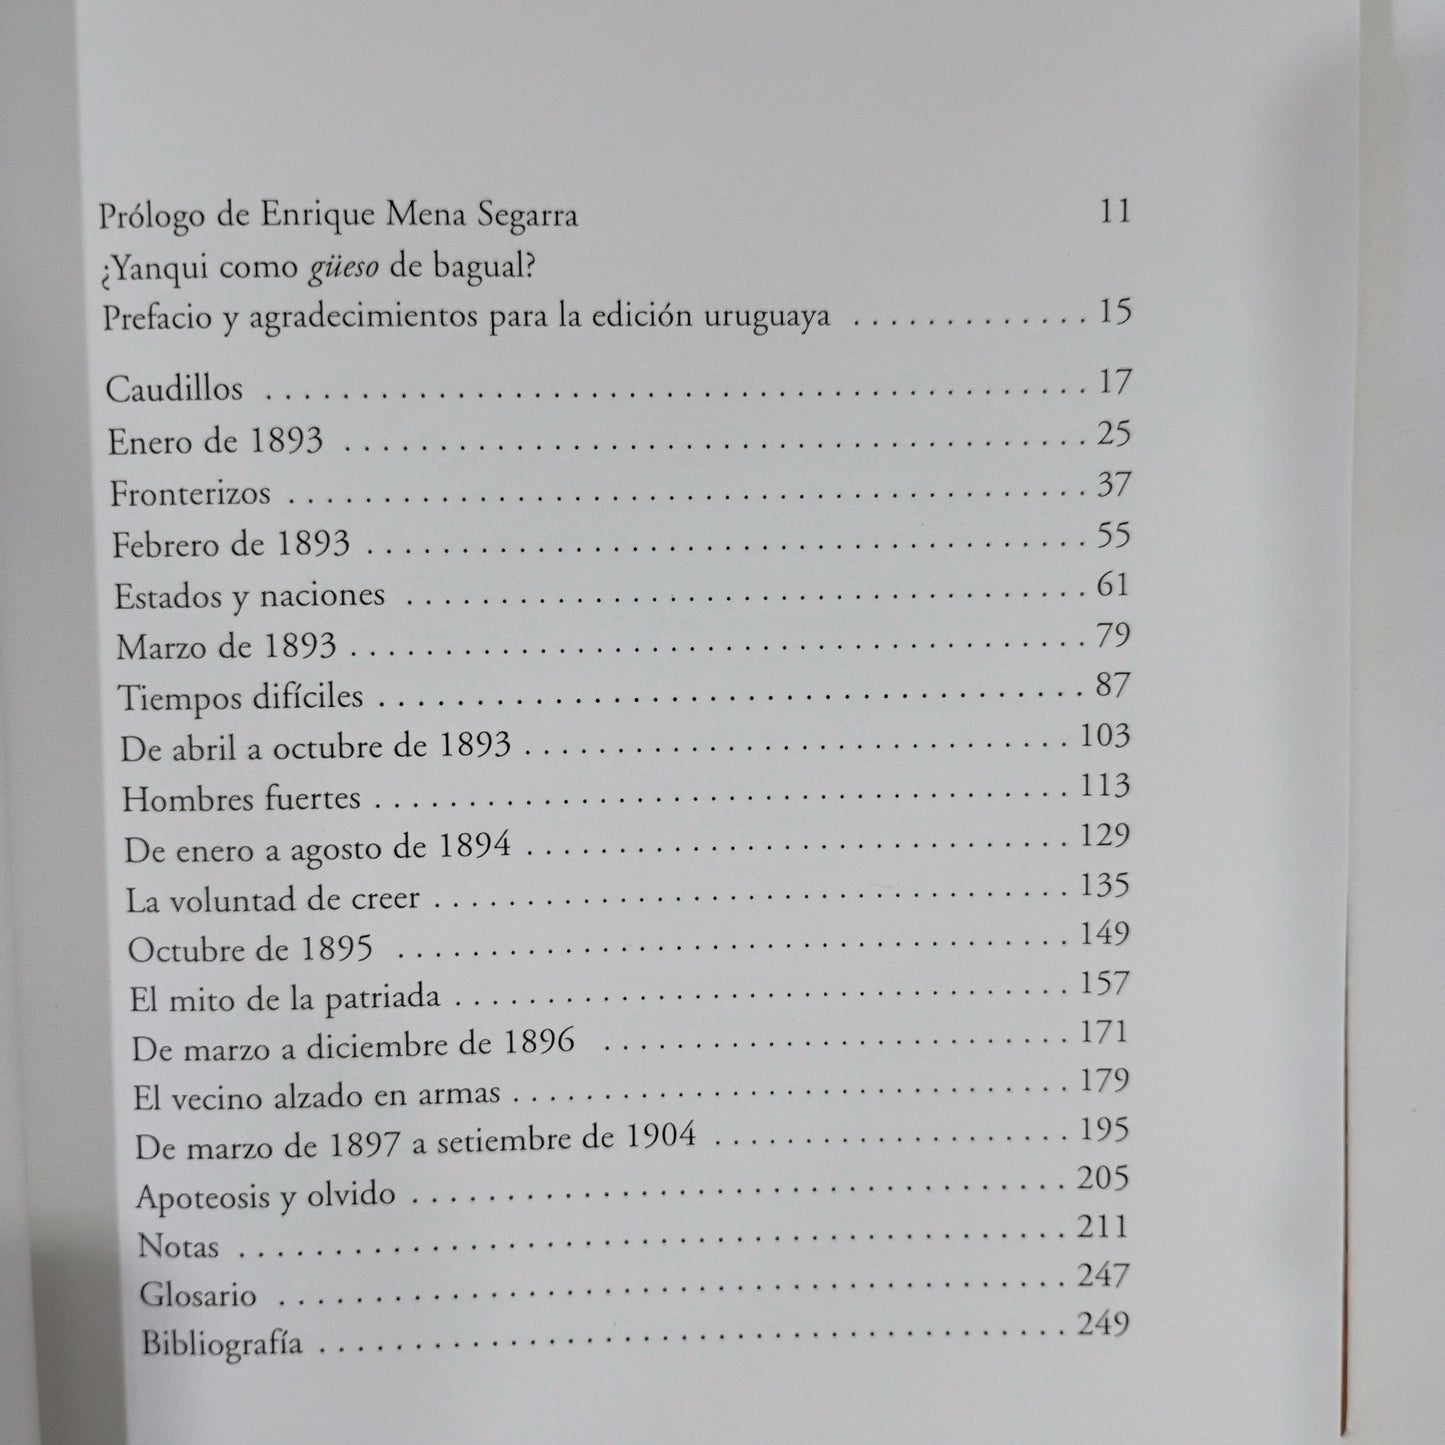 Prólogo de Enrique Mena Segarra 11
¿Yanqui como güeso de bagual?
Prefacio y agradecimientos para la edición uruguaya . . . . . . . . . . . . . 15
Caudillos . . . . . . . . . . . . . . . . . . . . . . . . . . . . . . . . . . . . . . . . . . . 17
Enero de 1893 . . . . . . . . . . . . . . . . . . . . . . . . . . . . . . . . . . . . . . . 25
Fronterizos . . . . . . . . . . . . . . . . . . . . . . . . . . . . . . . . . . . . . . . . . . 37
Febrero de 1893 . . . . . . . . . . . . . . . . . . . . . . . . . . . . . . . . . . . . . . 55
Estados y naciones . . . . . . . . . . . . . . . . . . . . . . . . . . . . . . . . . . . . 61
Marzo de 1893 . . . . . . . . . . . . . . . . . . . . . . . . . . . . . . . . . . . . . . . 79
Tiempos difíciles . . . . . . . . . . . . . . . . . . . . . . . . . . . . . . . . . . . . . . 87
De abril a octubre de 1893 . . . . . . . . . . . . . . . . . . . . . . . . . . . . . 103
Hombres fuertes . . . . . . . . . . . . . . . . . . . . . . . . . . . . . . . . . . . . . 113
De enero a agosto de 1894 . . . . . . . . . . . . . . . . . . . . . . . . . . . . . 129
La voluntad de creer . . . . . . . . . . . . . . . . . . . . . . . . . . . . . . . . . . 135
Octubre de 1895 . . . . . . . . . . . . . . . . . . . . . . . . . . . . . . . . . . . . 149
El mito de la patriada . . . . . . . . . . . . . . . . . . . . . . . . . . . . . . . . . 157
De marzo a diciembre de 1896 . . . . . . . . . . . . . . . . . . . . . . . . . 171
El vecino alzado en armas . . . . . . . . . . . . . . . . . . . . . . . . . . . . . . 179
De marzo de 1897 a setiembre de 1904 . . . . . . . . . . . . . . . . . . . 195
Apoteosis y olvido . . . . . . . . . . . . . . . . . . . . . . . . . . . . . . . . . . . 205
Notas . . . . . . . . . . . . . . . . . . . . . . . . . . . . . . . . . . . . . . . . . . . . 211
Glosario . . . . . . . . . . . . . . . . . . . . . . . . . . . . . . . . . . . . . . . . . . 247
Bibliografía . . . . . . . . . . . . . . . . . . . . . . . . . . . . . . . . . . . . . . . . 249